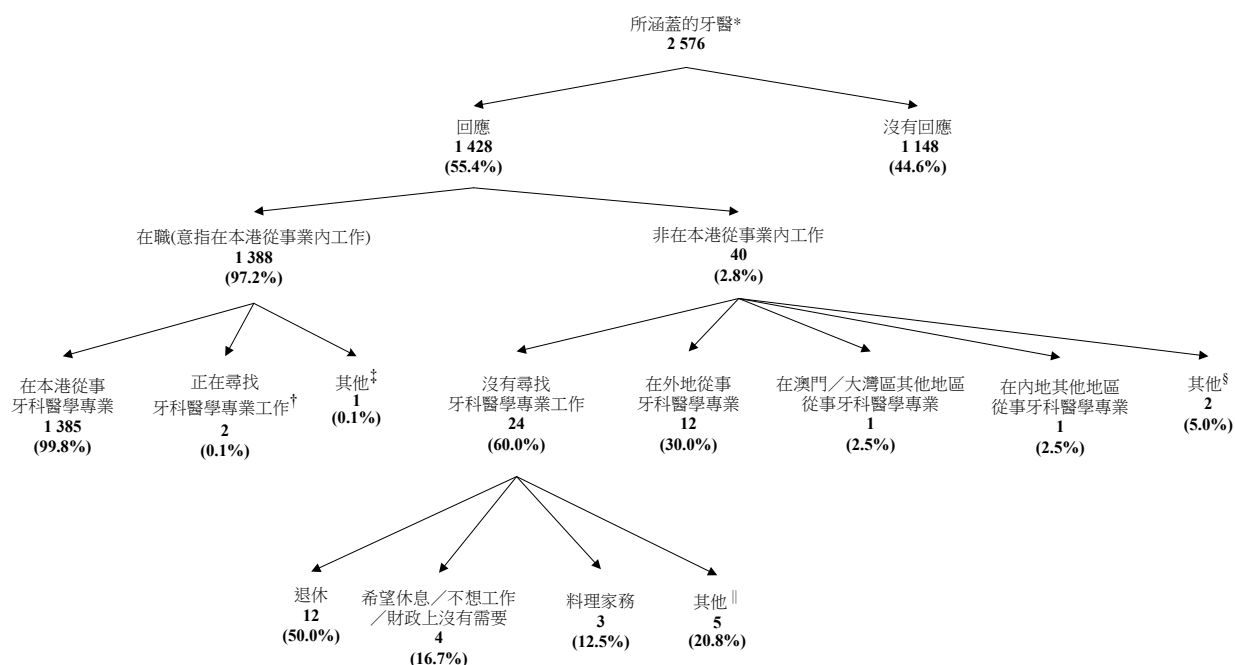 所涵蓋的牙醫*
2 576
回應
1 428
(55.4%)
沒有回應
1 148
(44.6%)
在職(意指在本港從事業內工作)
1 388
(97.2%)
非在本港從事業內工作
40
(2.8%)
在本港從事
牙科醫學專業
1 385
(99.8%)
正在尋找
牙科醫學專業工作†
2
(0.1%)
其他‡
1
(0.1%)
沒有尋找
牙科醫學專業工作
24
(60.0%)
在外地從事
牙科醫學專業
12
(30.0%)
在澳門／大灣區其他地區
從事牙科醫學專業
1
(2.5%)
在內地其他地區
從事牙科醫學專業
1
(2.5%)
其他§
2
(5.0%)
退休
12
(50.0%)
希望休息／不想工作
／財政上沒有需要
4
(16.7%)
料理家務
3
(12.5%)
其他||
5
(20.8%)